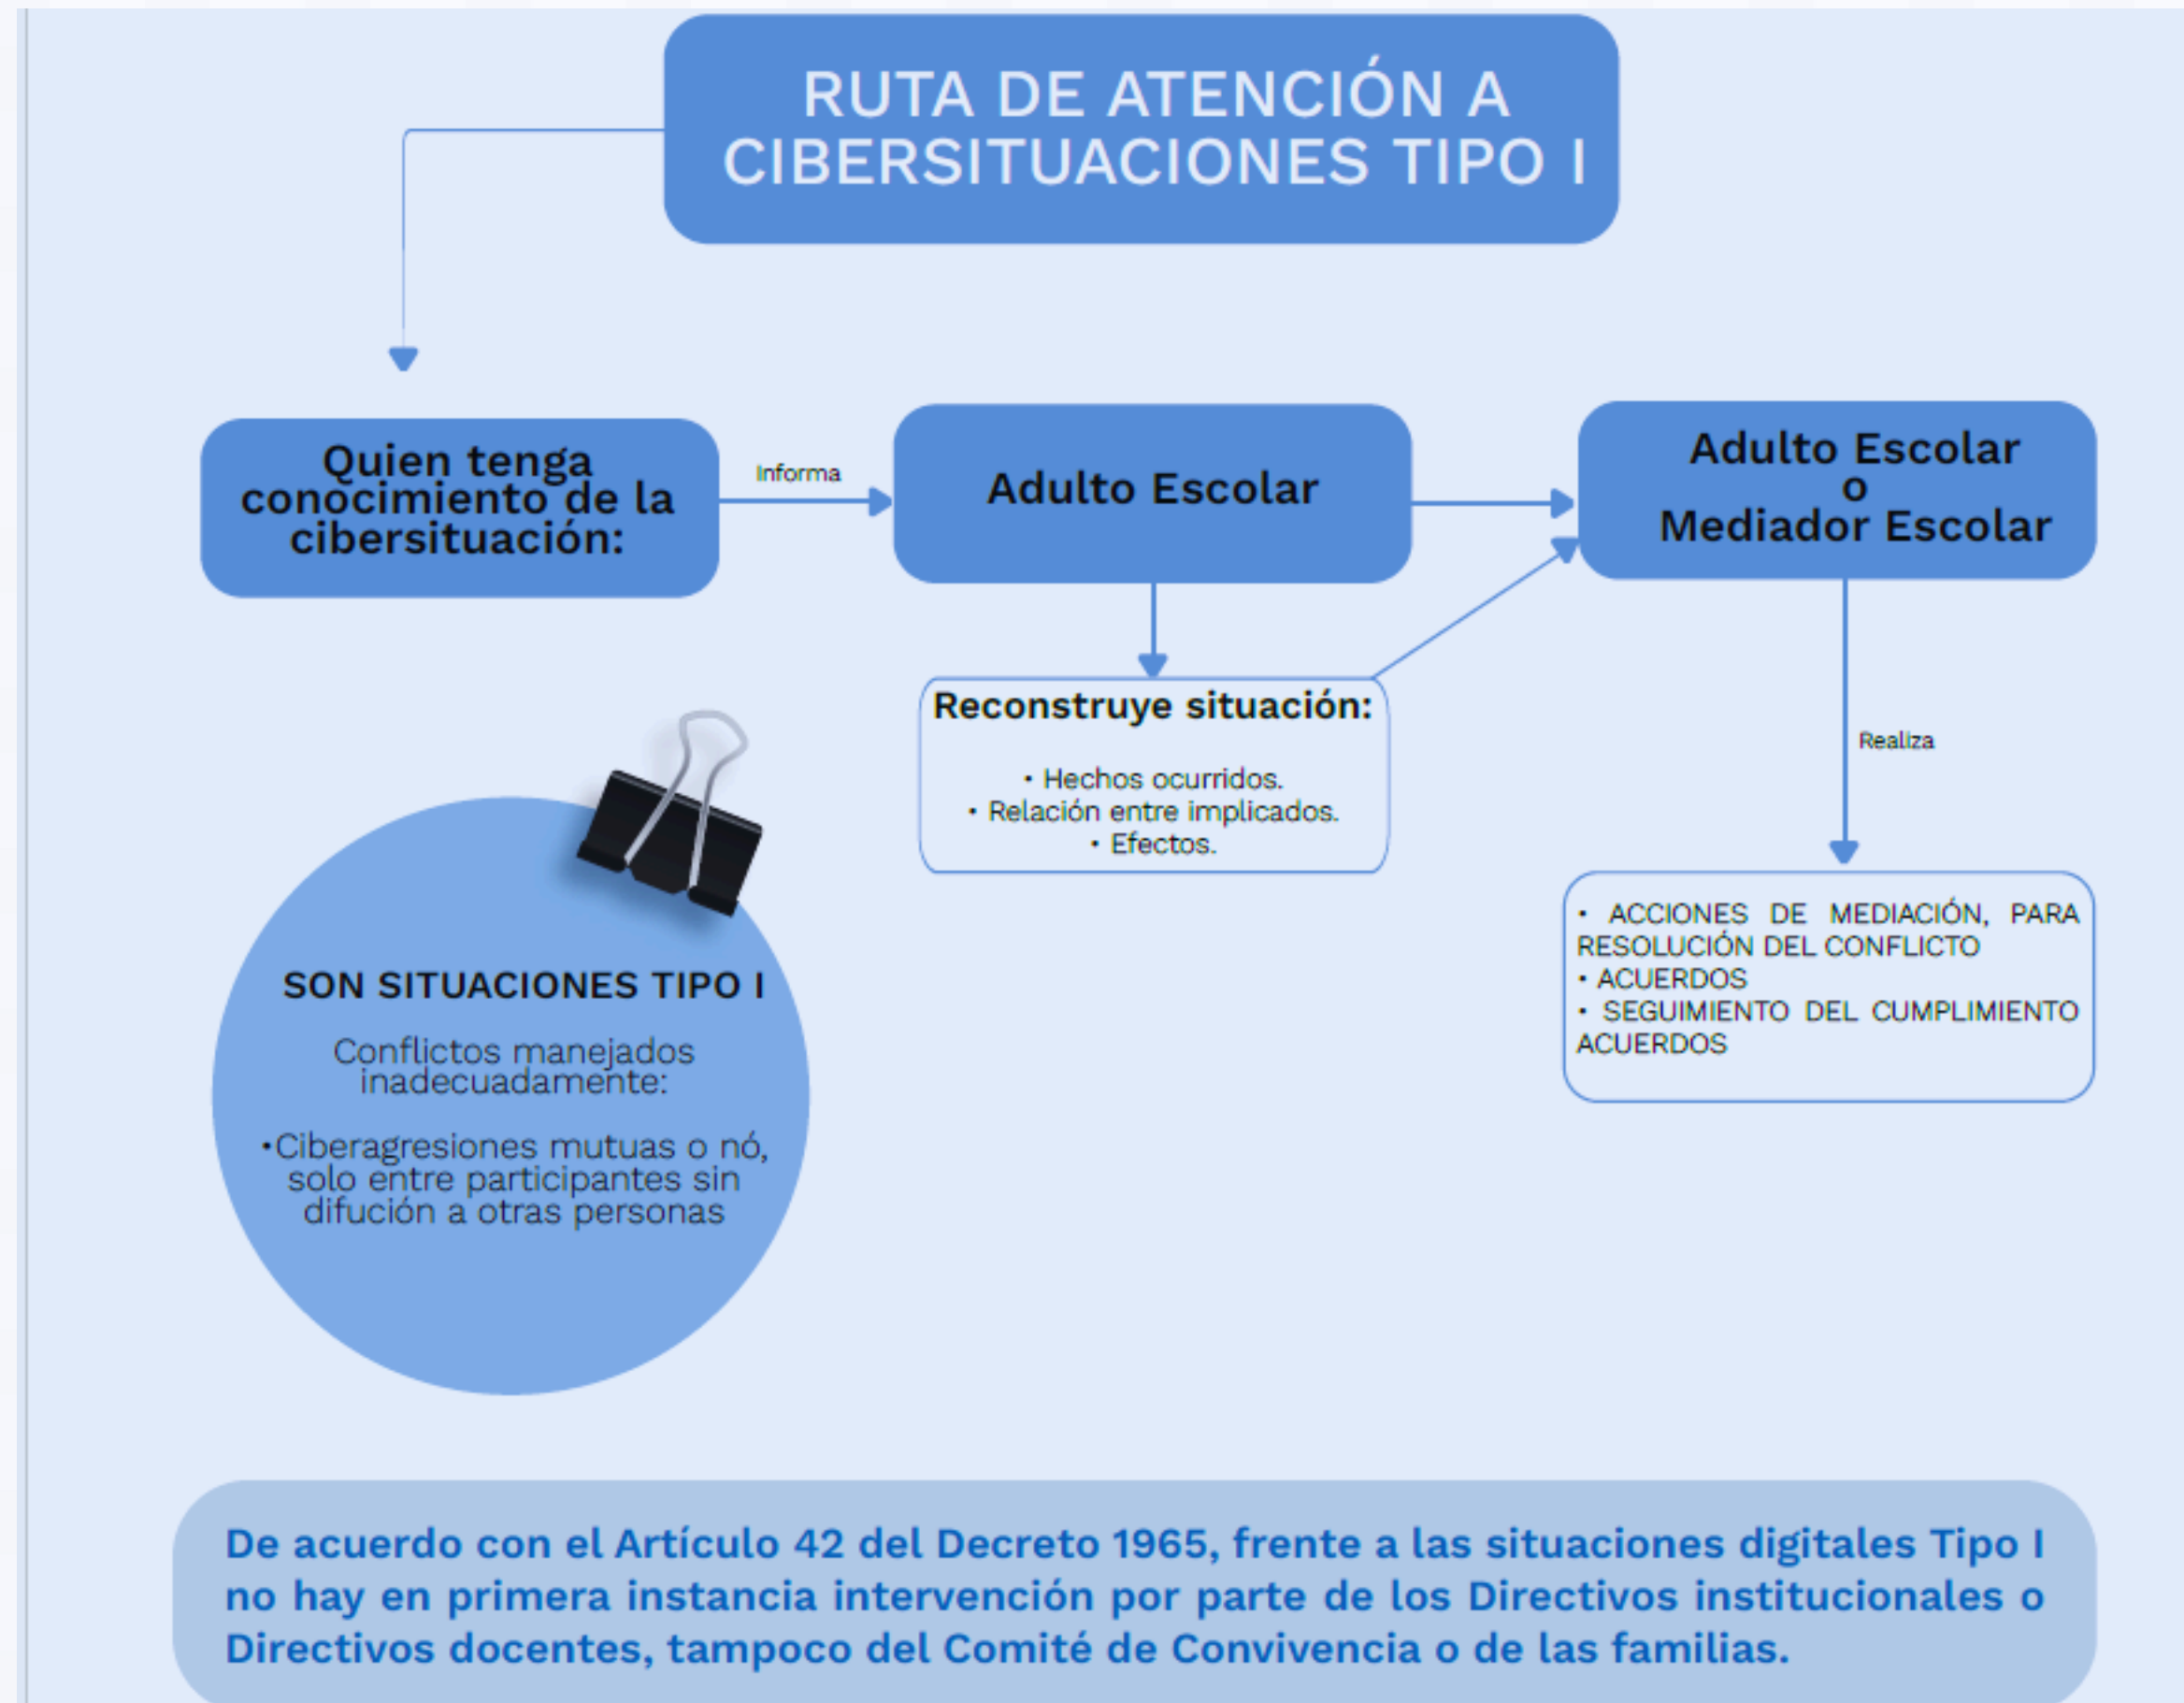 RUTA DE ATENCIÓN A
CIBERSITUACIONES TIPO I
Quien tenga
conocimiento de la
cibersituación:
Informa
Adulto Escolar
Adulto Escolar
o
Mediador Escolar
Reconstruye situación:
• Hechos ocurridos.
• Relación entre implicados.
• Efectos.
Realiza
• ACCIONES DE MEDIACIÓN, PARA
RESOLUCIÓN DEL CONFLICTO
• ACUERDOS
• SEGUIMIENTO DEL CUMPLIMIENTO
ACUERDOS
SON SITUACIONES TIPO I
Conflictos manejados
inadecuadamente:
•Ciberagresiones mutuas o nó,
solo entre participantes sin
difución a otras personas
De acuerdo con el Artículo 42 del Decreto 1965, frente a las situaciones digitales Tipo I
no hay en primera instancia intervención por parte de los Directivos institucionales o
Directivos docentes, tampoco del Comité de Convivencia o de las familias.